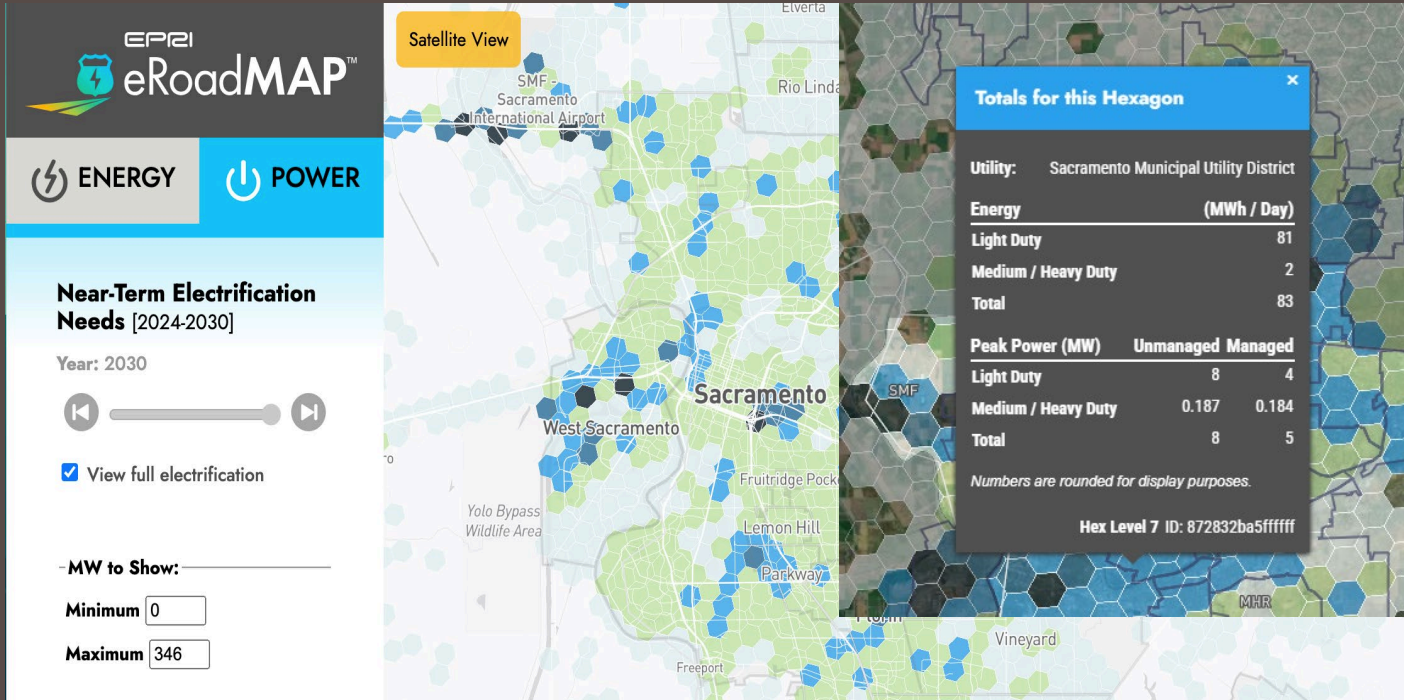 EPRI
eRoadMAP™
ENERGY
POWER
Near-Term Electrification
Needs [2024-2030]
Year: 2030
View full electrification
MW to Show:
Minimum 0
Maximum 346
Satellite View
Elverta
SMF -
Sacramento
International Airport
Rio Linda
Sacramento
West Sacramento
Fruitridge Pock
Yolo Bypass
Wildlife Area
Lemon Hill
Parkway
Florin
Vineyard
Freeport
Totals for this Hexagon ×
Utility: Sacramento Municipal Utility District
Energy (MWh / Day)
Light Duty 81
Medium / Heavy Duty 2
Total 83
Peak Power (MW) Unmanaged Managed
Light Duty 8 4
Medium / Heavy Duty 0.187 0.184
Total 8 5
Numbers are rounded for display purposes.
Hex Level 7 ID: 872832ba5ffffff
SMF
MHR